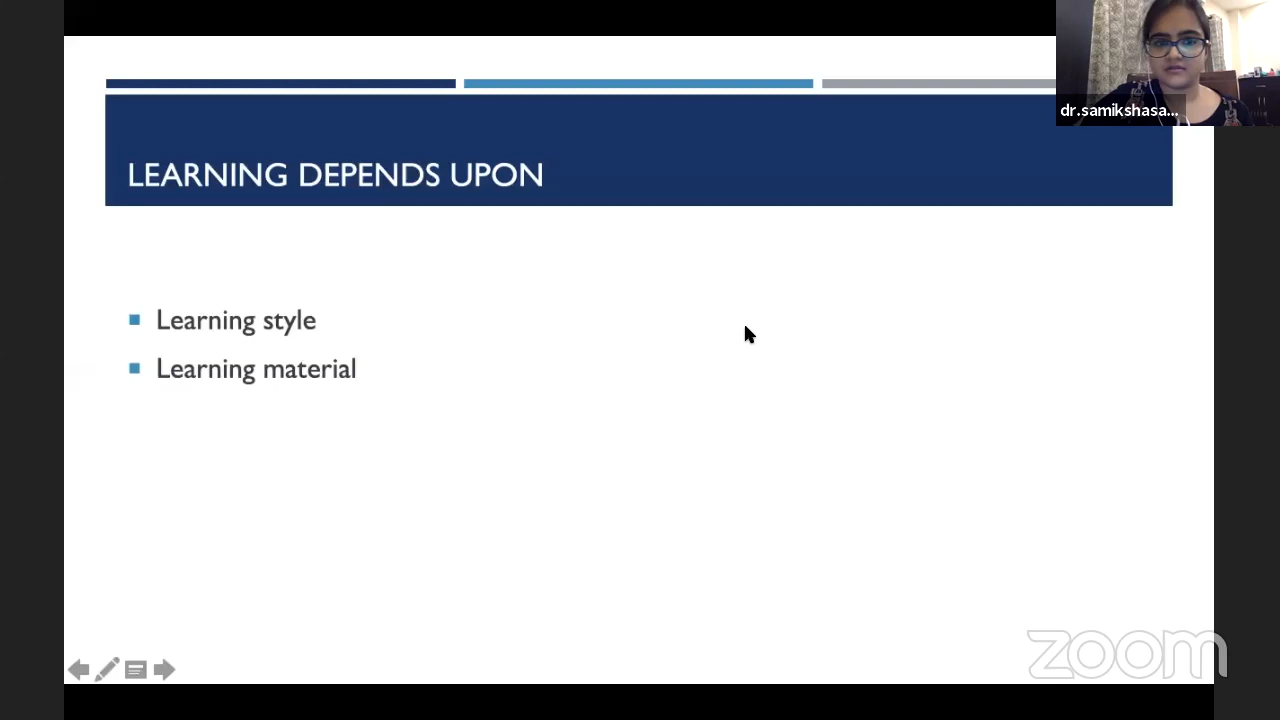 dr.samikshasa...
LEARNING DEPENDS UPON
Learning style
Learning material
zoom